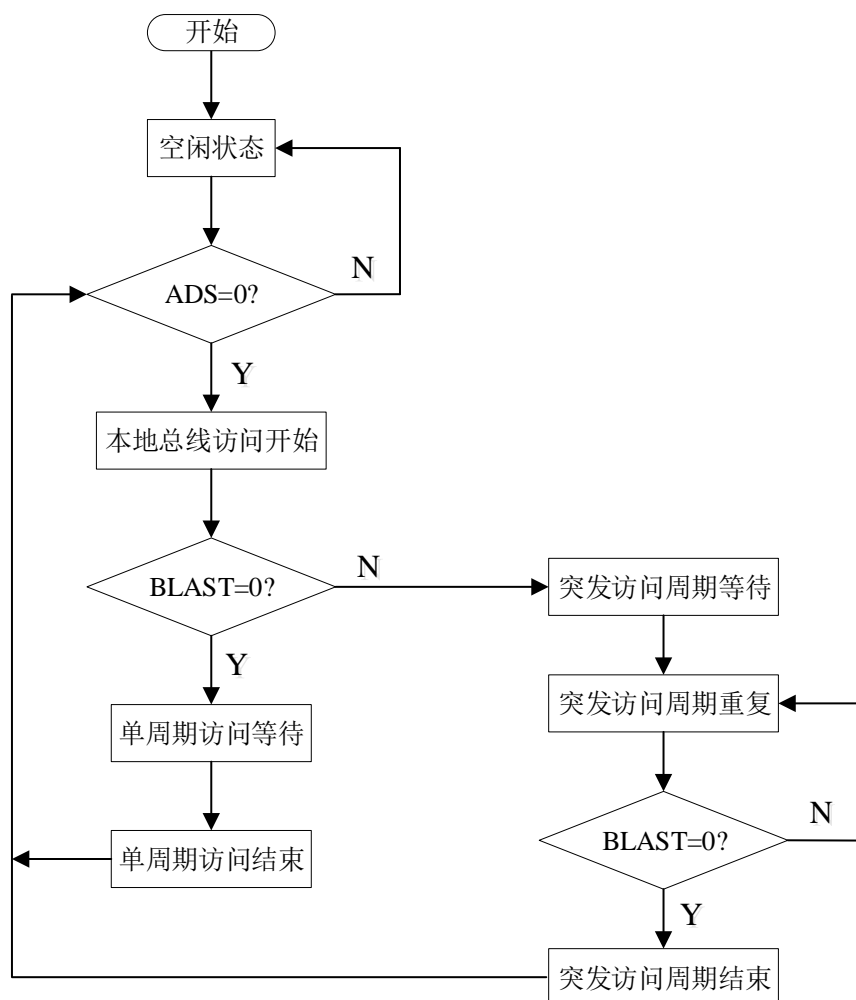 开始
空闲状态
ADS=0?
N
Y
本地总线访问开始
BLAST=0?
N
Y
单周期访问等待
单周期访问结束
突发访问周期等待
突发访问周期重复
BLAST=0?
N
Y
突发访问周期结束